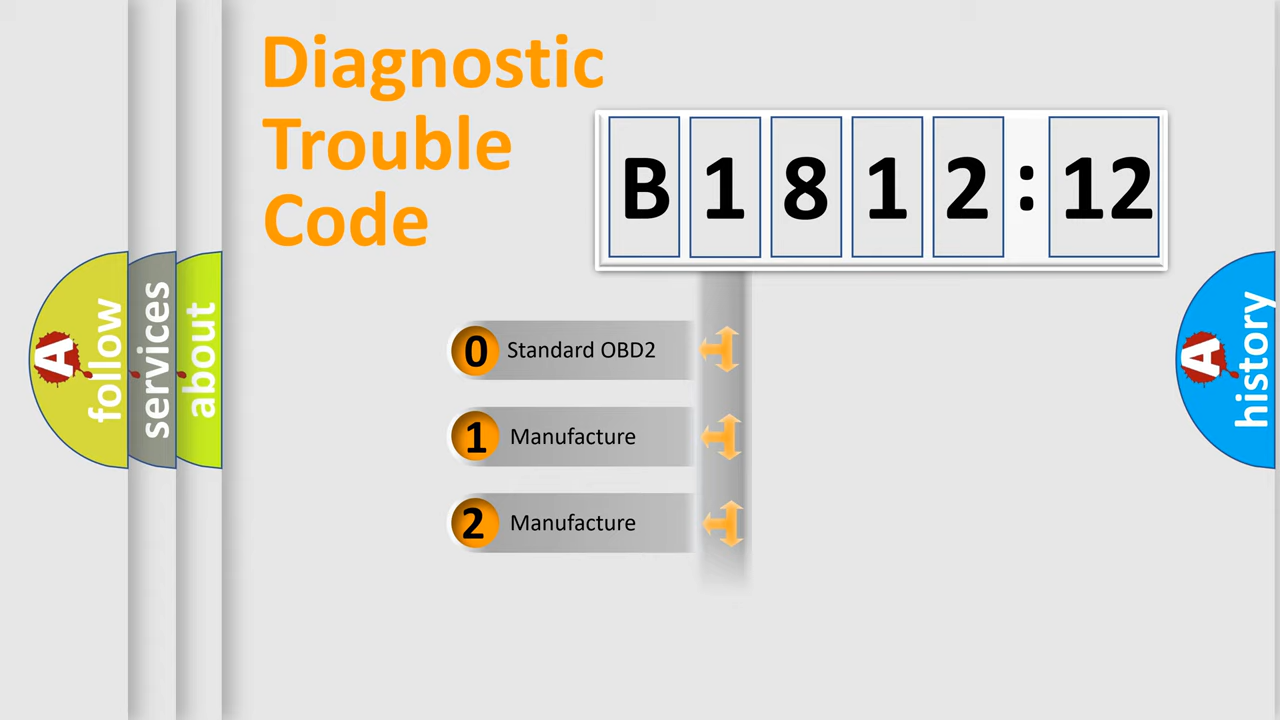 Diagnostic
Trouble
Code
B 1 8 1 2 : 12
0 Standard OBD2
1 Manufacture
2 Manufacture
A follow
services
about
A history